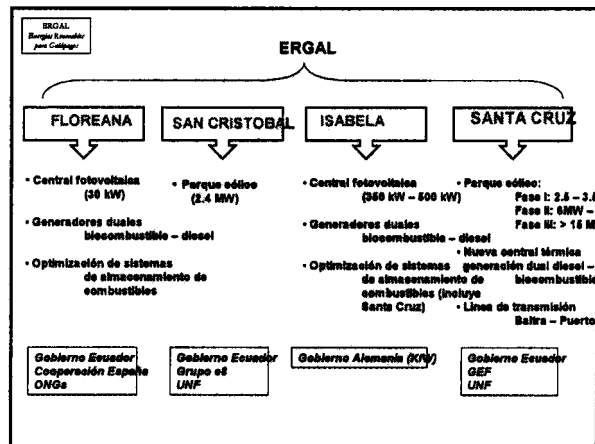 ERGAL
Energías Renovables
para Galápagos
ERGAL
FLOREANA
• Central fotovoltaica
(30 kW)
• Generadores duales
biocombustible – diesel
• Optimización de sistemas
de almacenamiento de
combustibles
Gobierno Ecuador
Cooperación España
ONGs
SAN CRISTOBAL
• Parque eólico
(2.4 MW)
Gobierno Ecuador
Grupo e8
UNF
ISABELA
• Central fotovoltaica
(350 kW – 500 kW)
• Generadores duales
biocombustible – diesel
• Optimización de sistemas
de almacenamiento de
combustibles (incluye
Santa Cruz)
Gobierno Alemania (KfW)
SANTA CRUZ
• Parque eólico:
Fase I: 2.5 – 3.
Fase II: 6MW –
Fase III: > 15 M
• Nueva central térmica
generación dual diesel –
biocombustible
• Línea de transmisión
Baltra – Puerto
Gobierno Ecuador
GEF
UNF